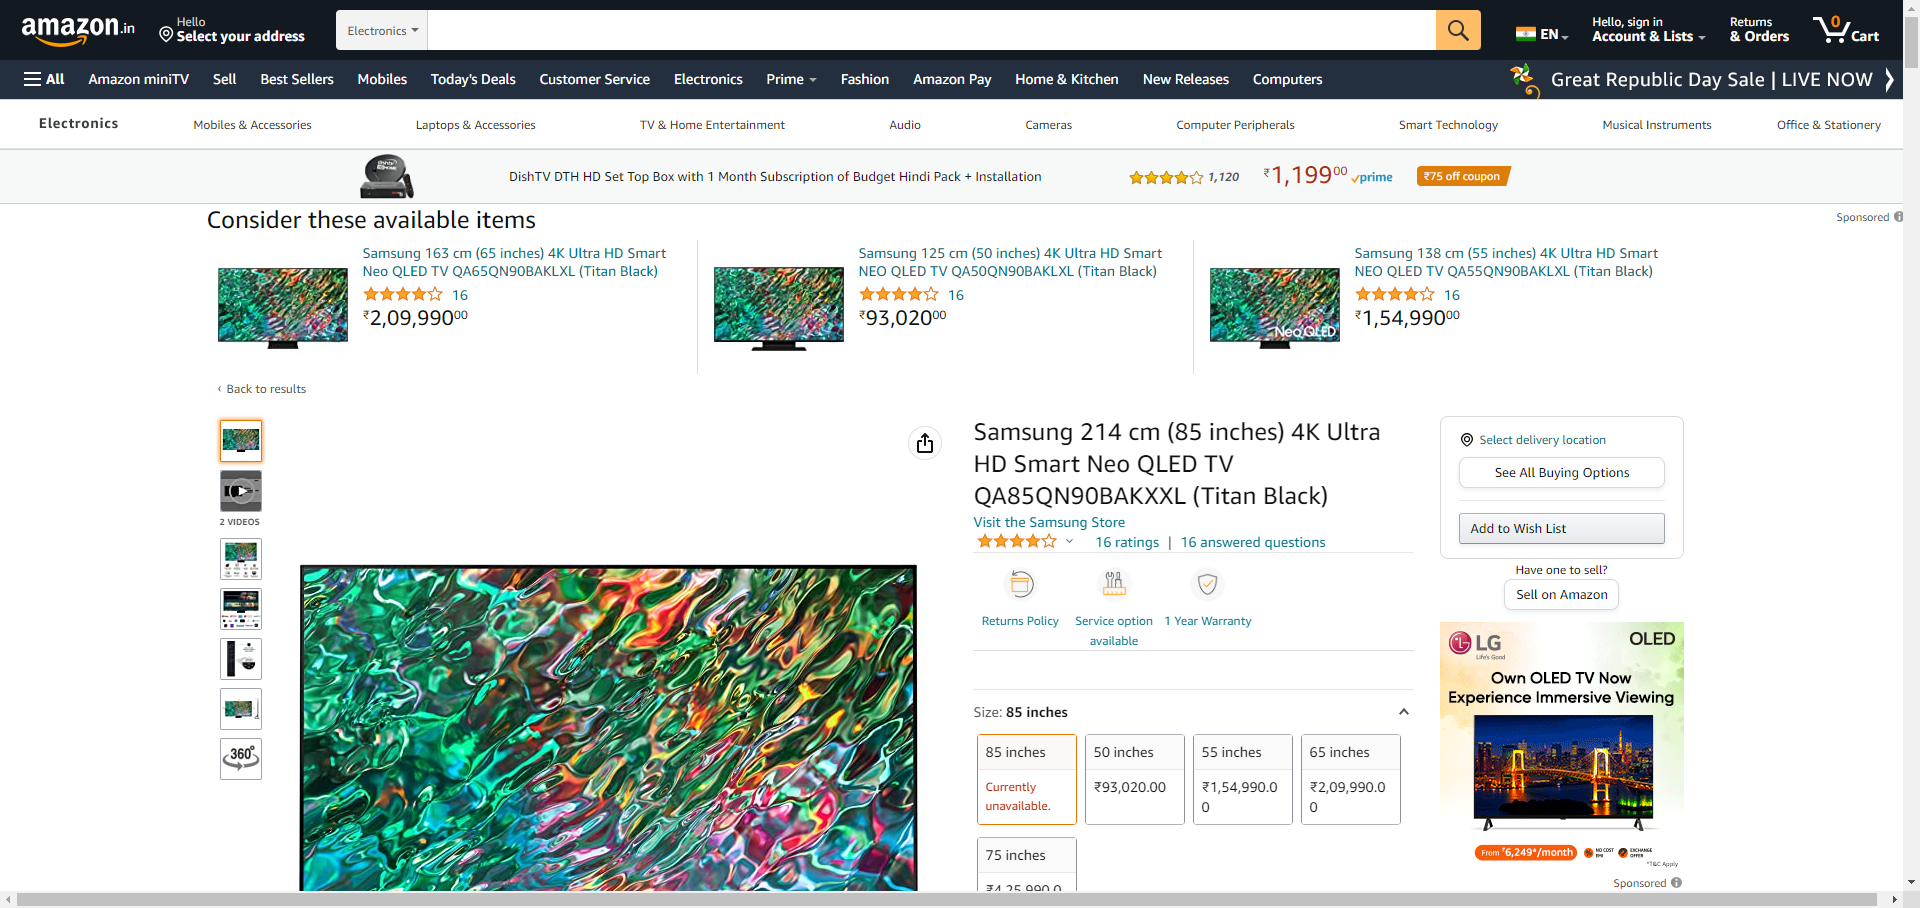 amazon.in
Hello
Select your address
Electronics
EN
Hello, sign in
Account & Lists
Returns
& Orders
0
Cart
All
Amazon miniTV
Sell
Best Sellers
Mobiles
Today's Deals
Customer Service
Electronics
Prime
Fashion
Amazon Pay
Home & Kitchen
New Releases
Computers
Great Republic Day Sale | LIVE NOW
Electronics
Mobiles & Accessories
Laptops & Accessories
TV & Home Entertainment
Audio
Cameras
Computer Peripherals
Smart Technology
Musical Instruments
Office & Stationery
DishTV DTH HD Set Top Box with 1 Month Subscription of Budget Hindi Pack + Installation
1,120
₹1,19900
prime
₹75 off coupon
Sponsored
Consider these available items
Samsung 163 cm (65 inches) 4K Ultra HD Smart
Neo QLED TV QA65QN90BAKLXL (Titan Black)
16
₹2,09,99000
Samsung 125 cm (50 inches) 4K Ultra HD Smart
NEO QLED TV QA50QN90BAKLXL (Titan Black)
16
₹93,02000
Neo QLED
Samsung 138 cm (55 inches) 4K Ultra HD Smart
NEO QLED TV QA55QN90BAKLXL (Titan Black)
16
₹1,54,99000
‹ Back to results
2 VIDEOS
360°
Samsung 214 cm (85 inches) 4K Ultra
HD Smart Neo QLED TV
QA85QN90BAKXXL (Titan Black)
Visit the Samsung Store
16 ratings | 16 answered questions
Returns Policy
Service option
available
1 Year Warranty
Size: 85 inches
85 inches
Currently
unavailable.
50 inches
₹93,020.00
55 inches
₹1,54,990.0
0
65 inches
₹2,09,990.0
0
75 inches
₹4,25,990.0
Select delivery location
See All Buying Options
Add to Wish List
Have one to sell?
Sell on Amazon
LG
Life's Good
OLED
Own OLED TV Now
Experience Immersive Viewing
From ₹6,249*/month
NO COST
EMI
EXCHANGE
OFFER
*T&C Apply
Sponsored